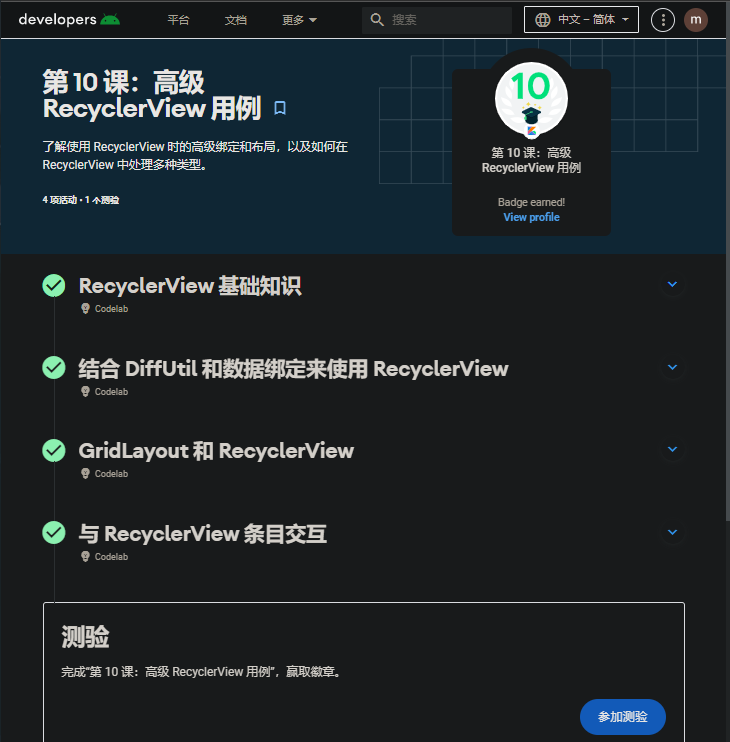 developers 平台 文档 更多 搜索 中文 – 简体 m
第 10 课：高级
RecyclerView 用例
了解使用 RecyclerView 时的高级绑定和布局，以及如何在
RecyclerView 中处理多种类型。
4 项活动 • 1 个测验
10
第 10 课：高级
RecyclerView 用例
Badge earned!
View profile
RecyclerView 基础知识
Codelab
结合 DiffUtil 和数据绑定来使用 RecyclerView
Codelab
GridLayout 和 RecyclerView
Codelab
与 RecyclerView 条目交互
Codelab
测验
完成“第 10 课：高级 RecyclerView 用例”，赢取徽章。
参加测验